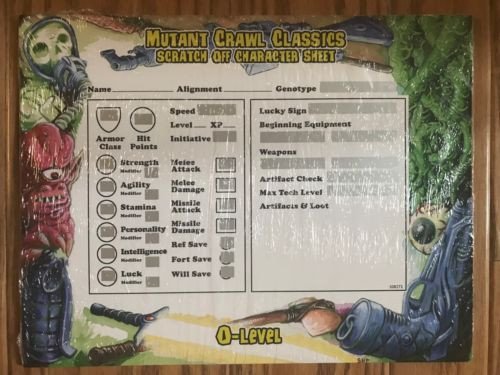 Mutant Crawl Classics
Scratch Off Character Sheet
Name Alignment Genotype
Speed
Level XP
Initiative
Armor Class
Hit Points
Strength
Modifier
Agility
Modifier
Stamina
Modifier
Personality
Modifier
Intelligence
Modifier
Luck
Modifier
Melee Attack
Melee Damage
Missile Attack
Missile Damage
Ref Save
Fort Save
Will Save
Lucky Sign
Beginning Equipment
Weapons
Artifact Check
Max Tech Level
Artifacts & Loot
0-Level